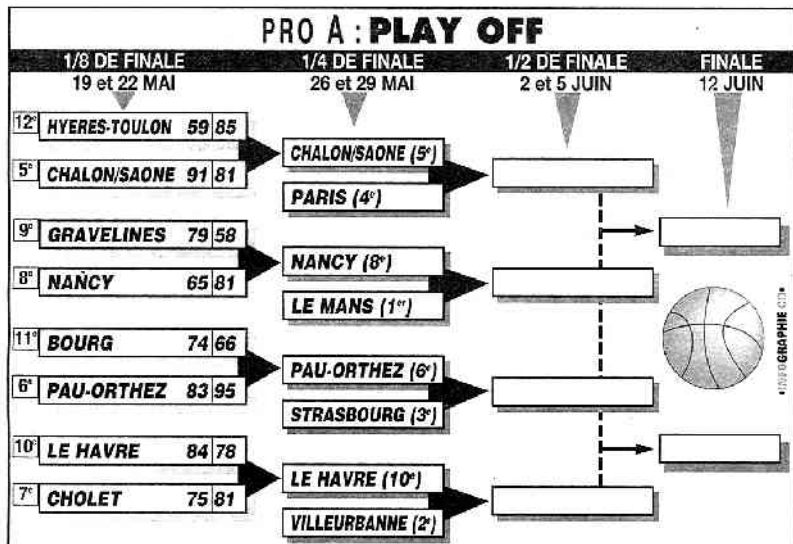 PRO A : PLAY OFF
1/8 DE FINALE
19 et 22 MAI
1/4 DE FINALE
26 et 29 MAI
1/2 DE FINALE
2 et 5 JUIN
FINALE
12 JUIN
12e HYERES-TOULON 59 85
5e CHALON/SAONE 91 81
9e GRAVELINES 79 58
8e NANCY 65 81
11e BOURG 74 66
6e PAU-ORTHEZ 83 95
10e LE HAVRE 84 78
7e CHOLET 75 81
CHALON/SAONE (5e)
PARIS (4e)
NANCY (8e)
LE MANS (1er)
PAU-ORTHEZ (6e)
STRASBOURG (3e)
LE HAVRE (10e)
VILLEURBANNE (2e)
•INFOGRAPHIE CO•